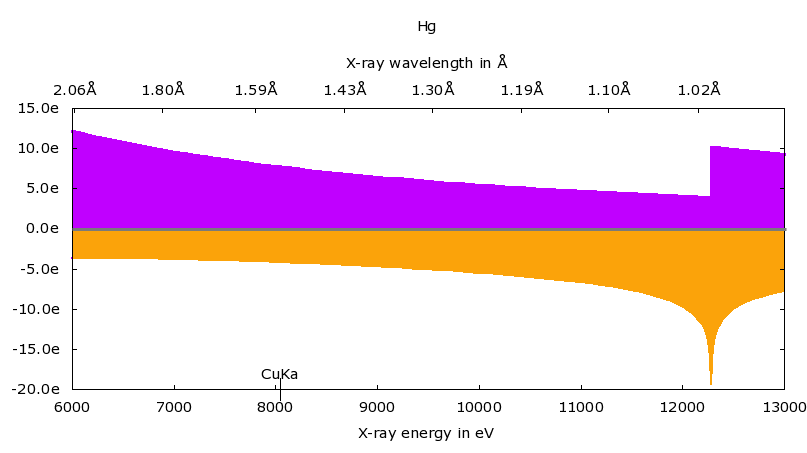 Hg
X-ray wavelength in Å
2.06Å 1.80Å 1.59Å 1.43Å 1.30Å 1.19Å 1.10Å 1.02Å
15.0e
10.0e
5.0e
0.0e
-5.0e
-10.0e
-15.0e
-20.0e
CuKa
6000 7000 8000 9000 10000 11000 12000 13000
X-ray energy in eV